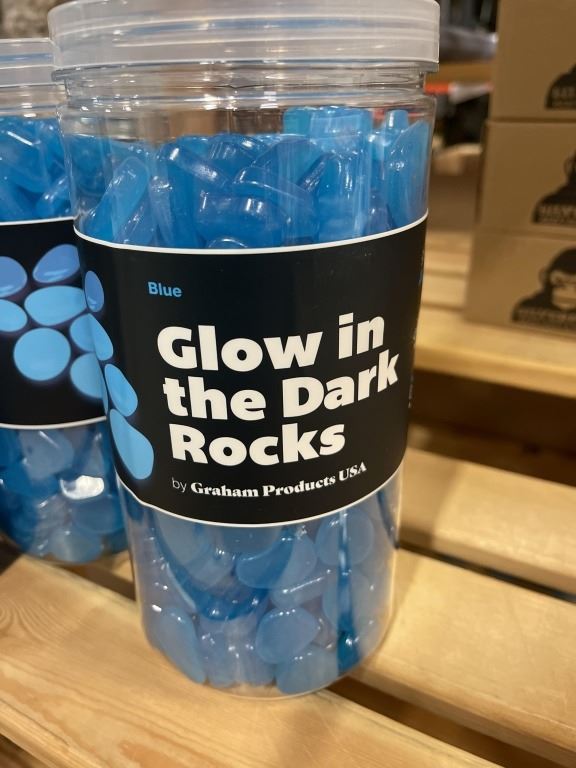 Blue
Glow in
the Dark
Rocks
by Graham Products USA